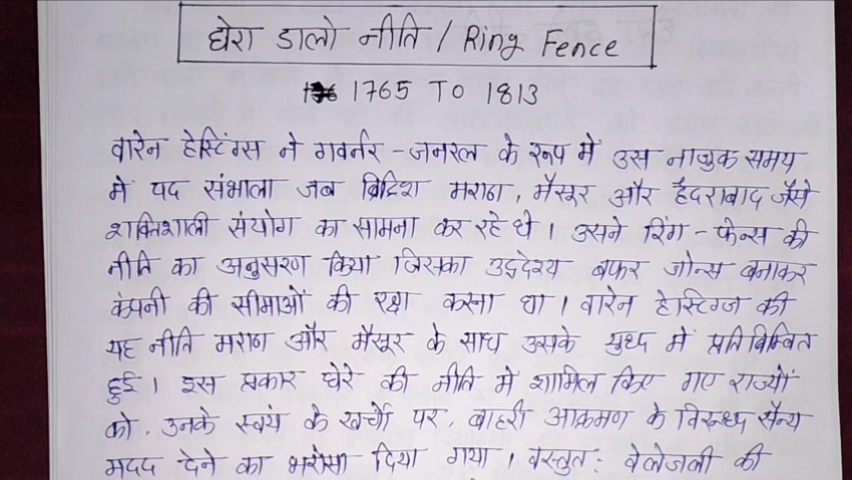 घेरा डालो नीति / Ring Fence
1765 TO 1813
वारेन हेस्टिंग्स ने गवर्नर-जनरल के रूप में उस नाजुक समय
में पद संभाला जब ब्रिटिश मराठा, मैसूर और हैदराबाद जैसे
शक्तिशाली संयोग का सामना कर रहे थे। उसने रिंग-फेन्स की
नीति का अनुसरण किया जिसका उद्देश्य बफर जोन्स बनाकर
कंपनी की सीमाओं की रक्षा करना था। वारेन हेस्टिंग्ज की
यह नीति मराठा और मैसूर के साथ उसके युध्द में प्रतिबिम्बित
हुई। इस प्रकार घेरे की नीति में शामिल किए गए राज्यों
को, उनके स्वयं के खर्चों पर, बाहरी आक्रमण के विरुध्द सैन्य
मदद देने का भरोसा दिया गया। वस्तुत: वेलेजली की